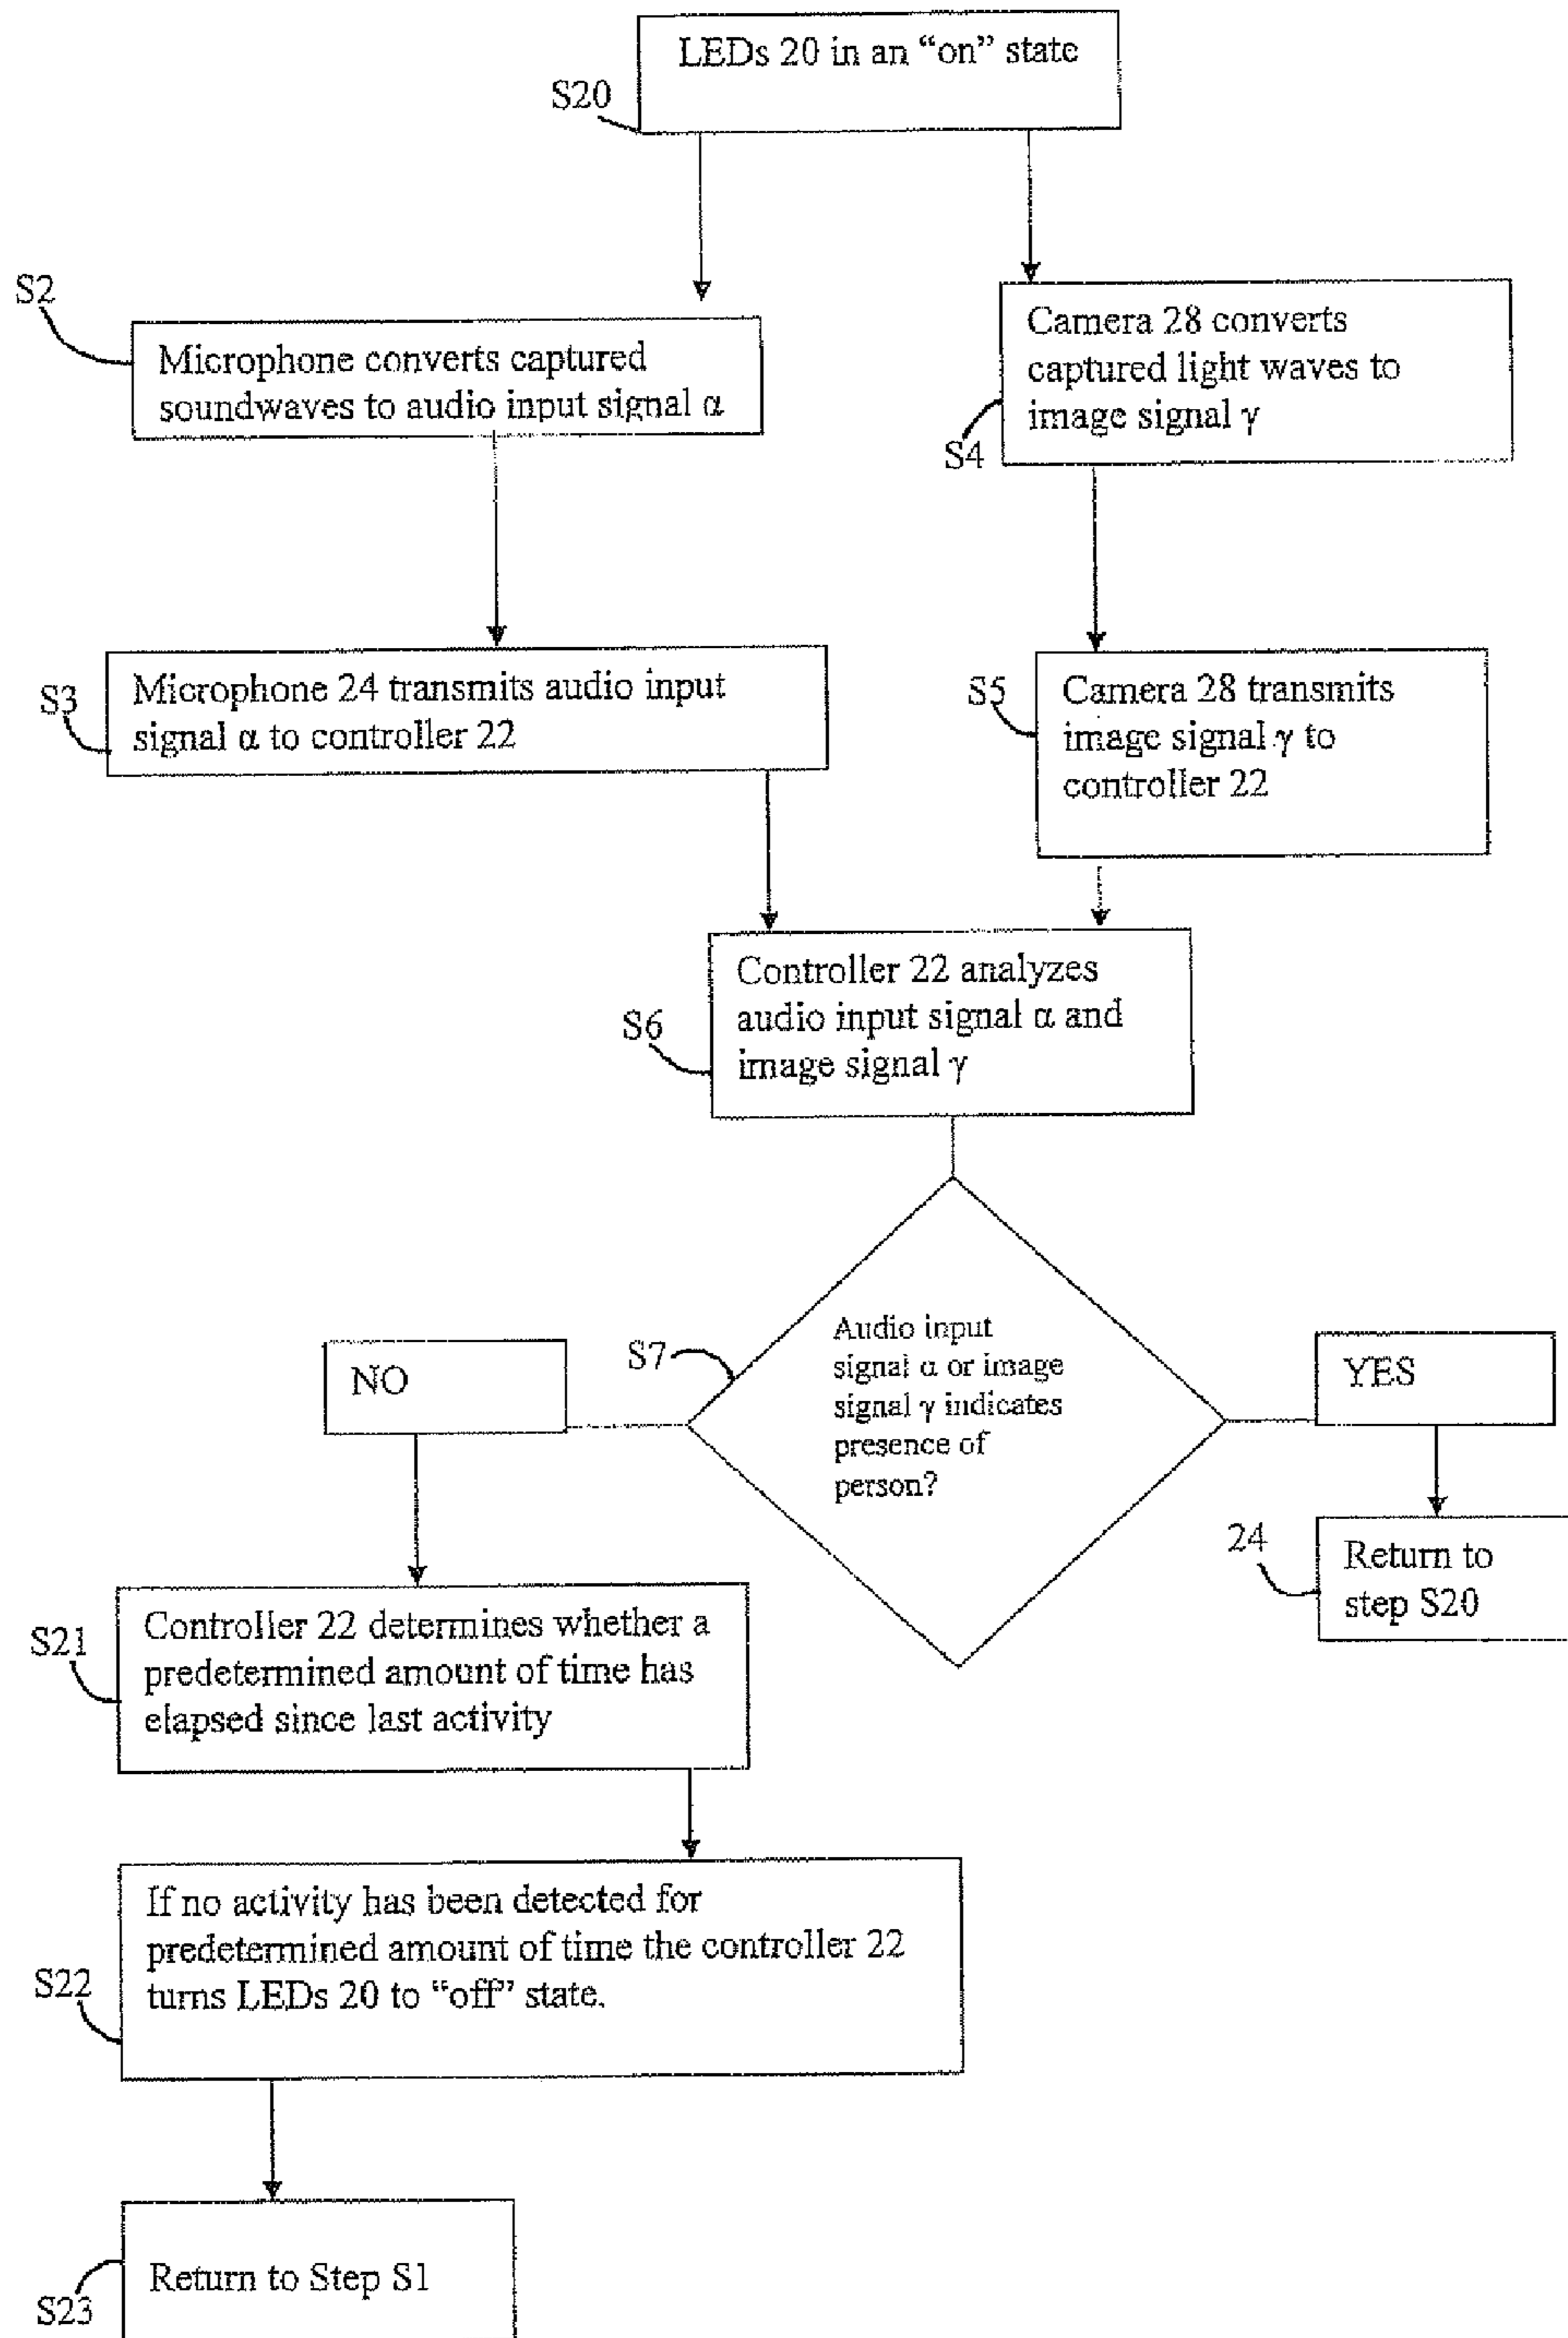 LEDs 20 in an “on” state
S20
S2
Microphone converts captured
soundwaves to audio input signal α
Camera 28 converts
captured light waves to
image signal γ
S4
S3
Microphone 24 transmits audio input
signal α to controller 22
S5
Camera 28 transmits
image signal γ to
controller 22
S6
Controller 22 analyzes
audio input signal α and
image signal γ
S7
Audio input
signal α or image
signal γ indicates
presence of
person?
NO
YES
24
Return to
step S20
S21
Controller 22 determines whether a
predetermined amount of time has
elapsed since last activity
S22
If no activity has been detected for
predetermined amount of time the controller 22
turns LEDs 20 to “off” state.
S23
Return to Step S1